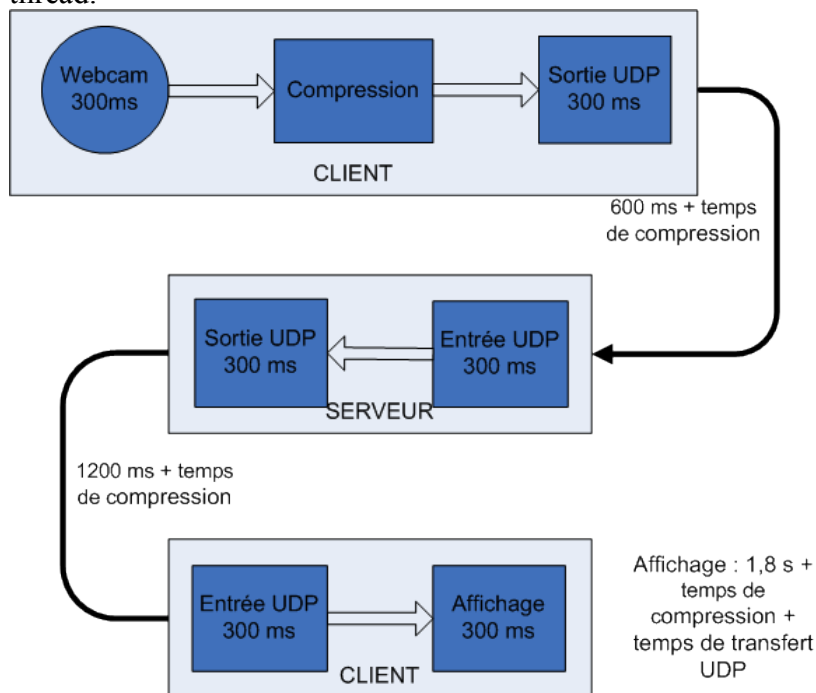 thread.
Webcam
300ms
Compression
Sortie UDP
300 ms
CLIENT
600 ms + temps
de compression
Sortie UDP
300 ms
Entrée UDP
300 ms
SERVEUR
1200 ms + temps
de compression
Entrée UDP
300 ms
Affichage
300 ms
CLIENT
Affichage : 1,8 s +
temps de
compression +
temps de transfert
UDP